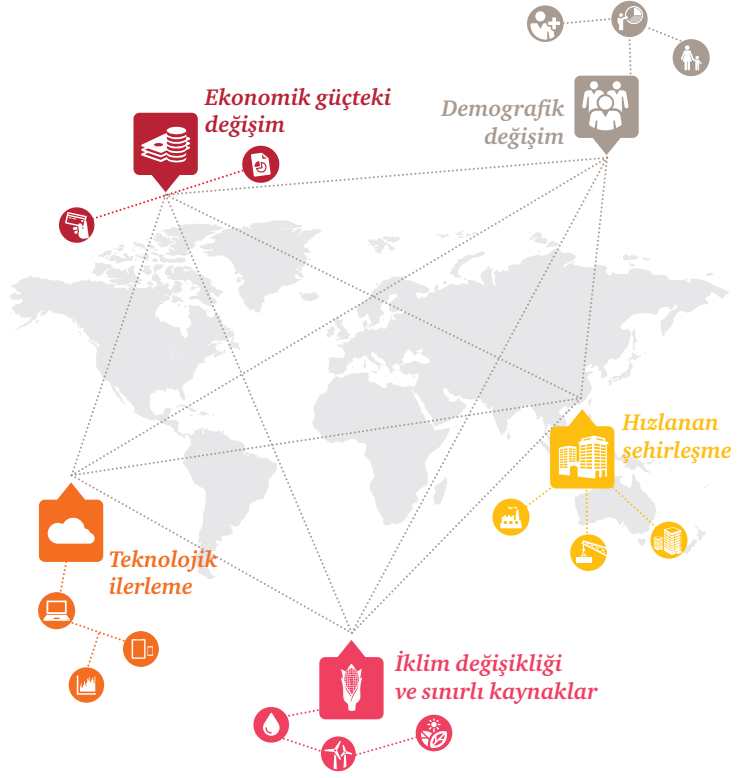 Ekonomik güçteki
değişim
Demografik
değişim
Hızlanan
şehirleşme
Teknolojik
ilerleme
İklim değişikliği
ve sınırlı kaynaklar